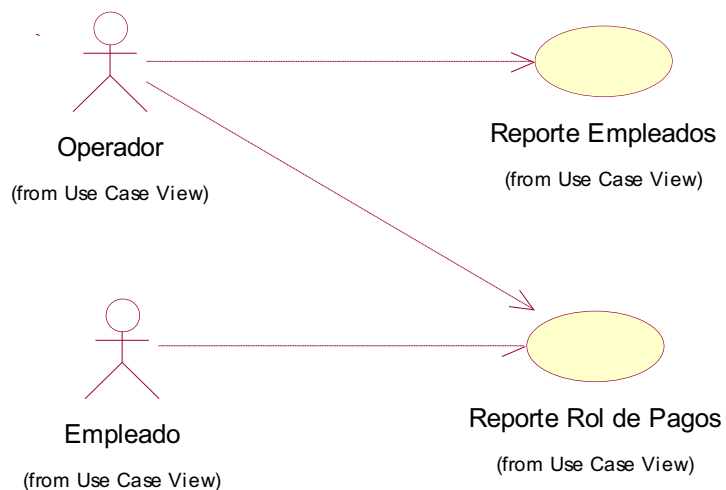 Operador
(from Use Case View)
Reporte Empleados
(from Use Case View)
Empleado
(from Use Case View)
Reporte Rol de Pagos
(from Use Case View)